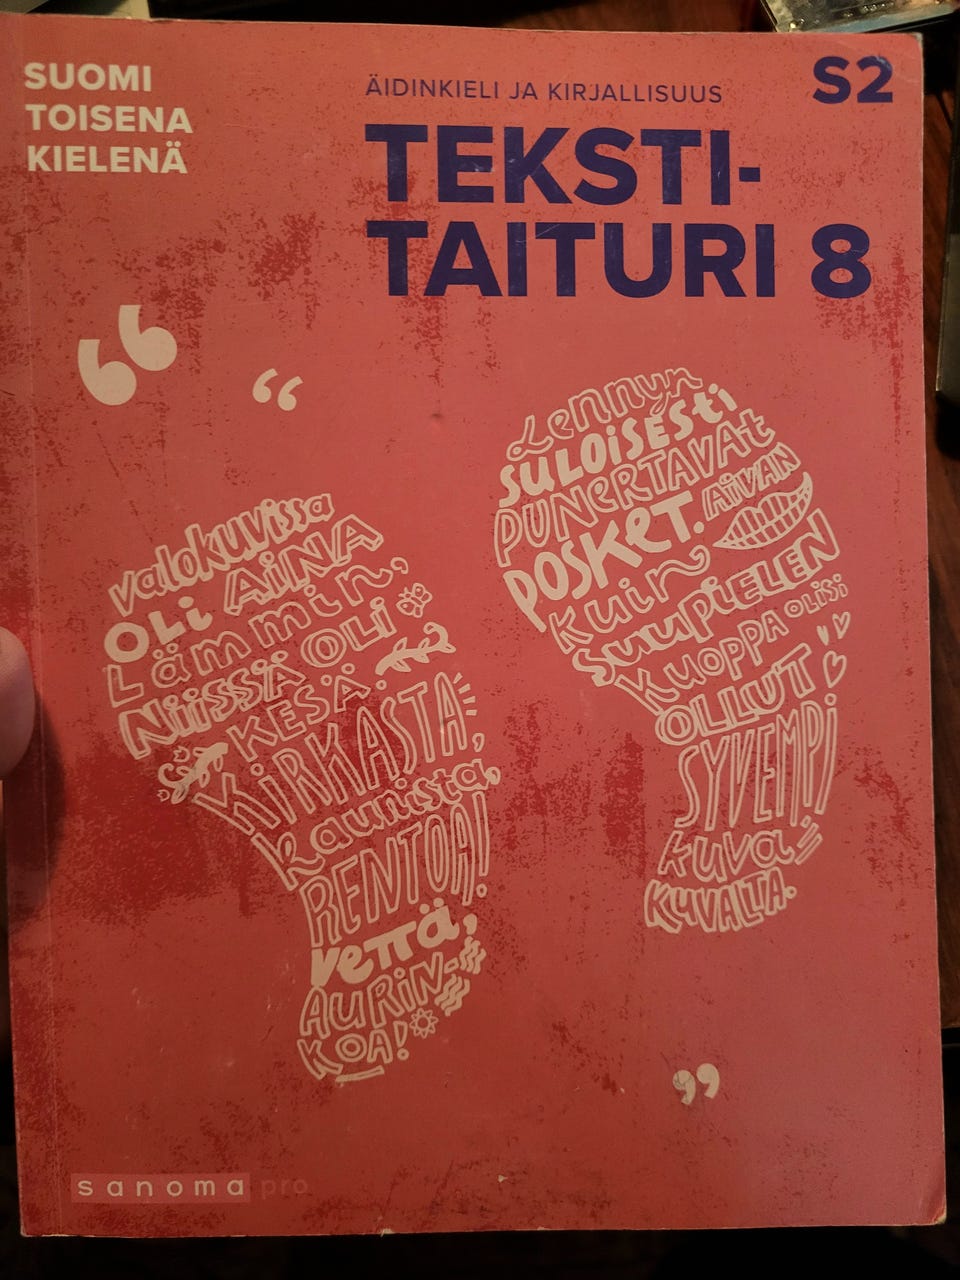 SUOMI
TOISENA
KIELENÄ
ÄIDINKIELI JA KIRJALLISUUS
S2
TEKSTI-
TAITURI 8
“
“
valokuvissa
OLi AiNA
Lämmin,
NiissSÄ OLI
KESÄ
KiRKASTA,
kaunista,
RENTOA!
vettä,
AURiN-
KOA!
Lennyn
SULOiSESti
PUNERTAVAt
POSKET. AiVAN
kuin
suupiELEN
KUOPPA OLiSi
OLLUT
SYVEMPi
kuva
KUVALTA.
”
sanoma pro